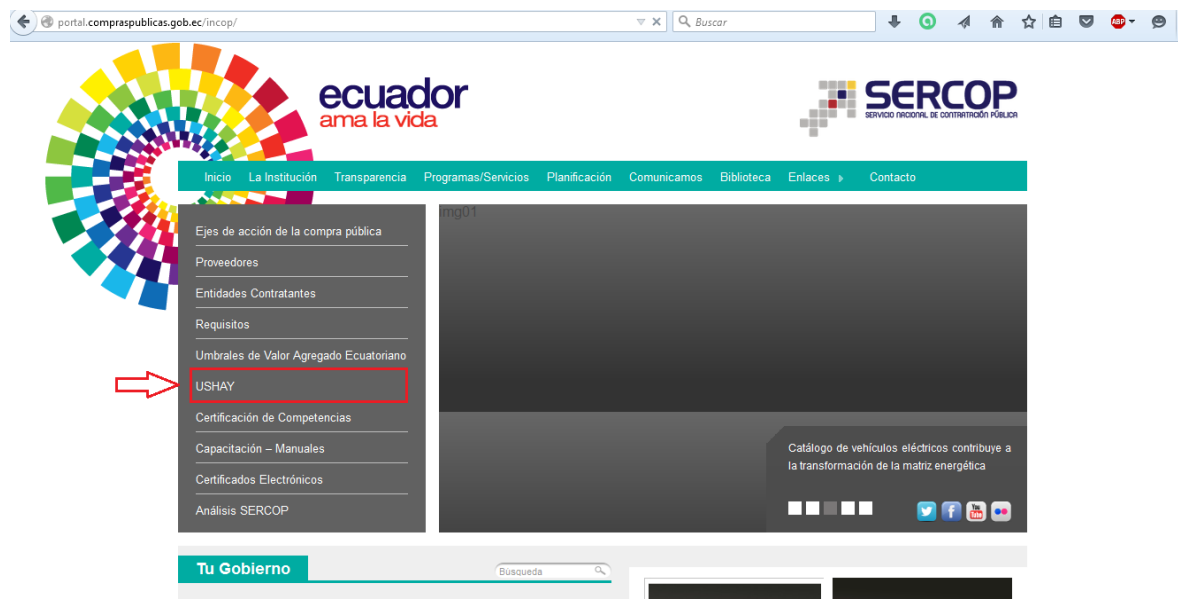 portal.compraspublicas.gob.ec/incop/
Buscar
ABP
ecuador
ama la vida
SERCOP
SERVICIO NACIONAL DE CONTRATACIÓN PÚBLICA
Inicio La Institución Transparencia Programas/Servicios Planificación Comunicamos Biblioteca Enlaces Contacto
img01
Ejes de acción de la compra pública
Proveedores
Entidades Contratantes
Requisitos
Umbrales de Valor Agregado Ecuatoriano
USHAY
Certificación de Competencias
Capacitación – Manuales
Certificados Electrónicos
Análisis SERCOP
Catálogo de vehículos eléctricos contribuye a
la transformación de la matriz energética
You
Tube
Tu Gobierno
Búsqueda